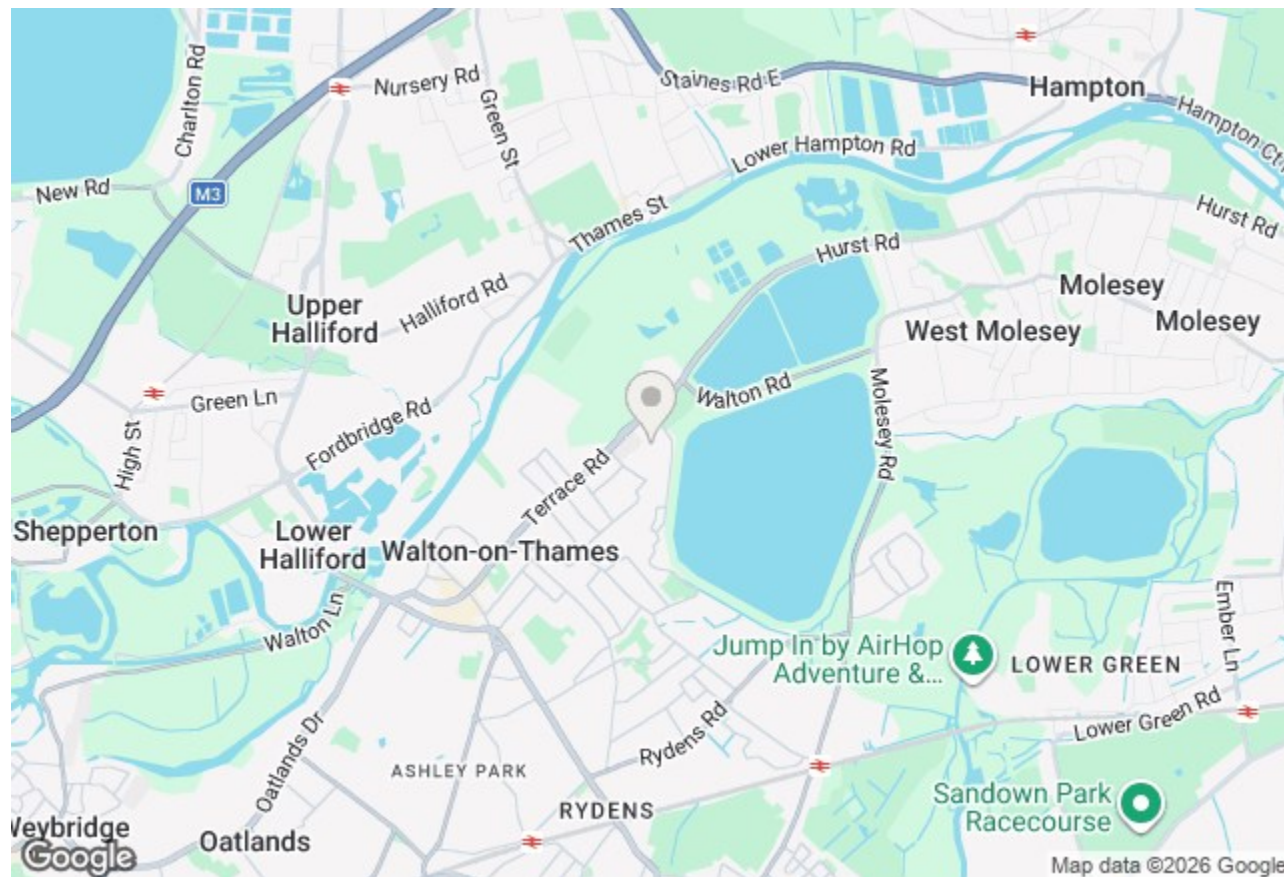 Charlton Rd
Nursery Rd
Green St
Staines Rd E
Hampton
Hampton Ct
Lower Hampton Rd
New Rd
M3
Thames St
Hurst Rd
Hurst Rd
Upper
Halliford
Halliford Rd
Molesey
Molesey
West Molesey
Walton Rd
Green Ln
Fordbridge Rd
High St
Molesey Rd
Terrace Rd
Shepperton
Lower
Halliford
Walton-on-Thames
Walton Ln
Ember Ln
Jump In by AirHop
Adventure &...
LOWER GREEN
Lower Green Rd
Rydens Rd
Oatlands Dr
ASHLEY PARK
RYDENS
Sandown Park
Racecourse
Weybridge
Oatlands
Google
Map data ©2026 Google